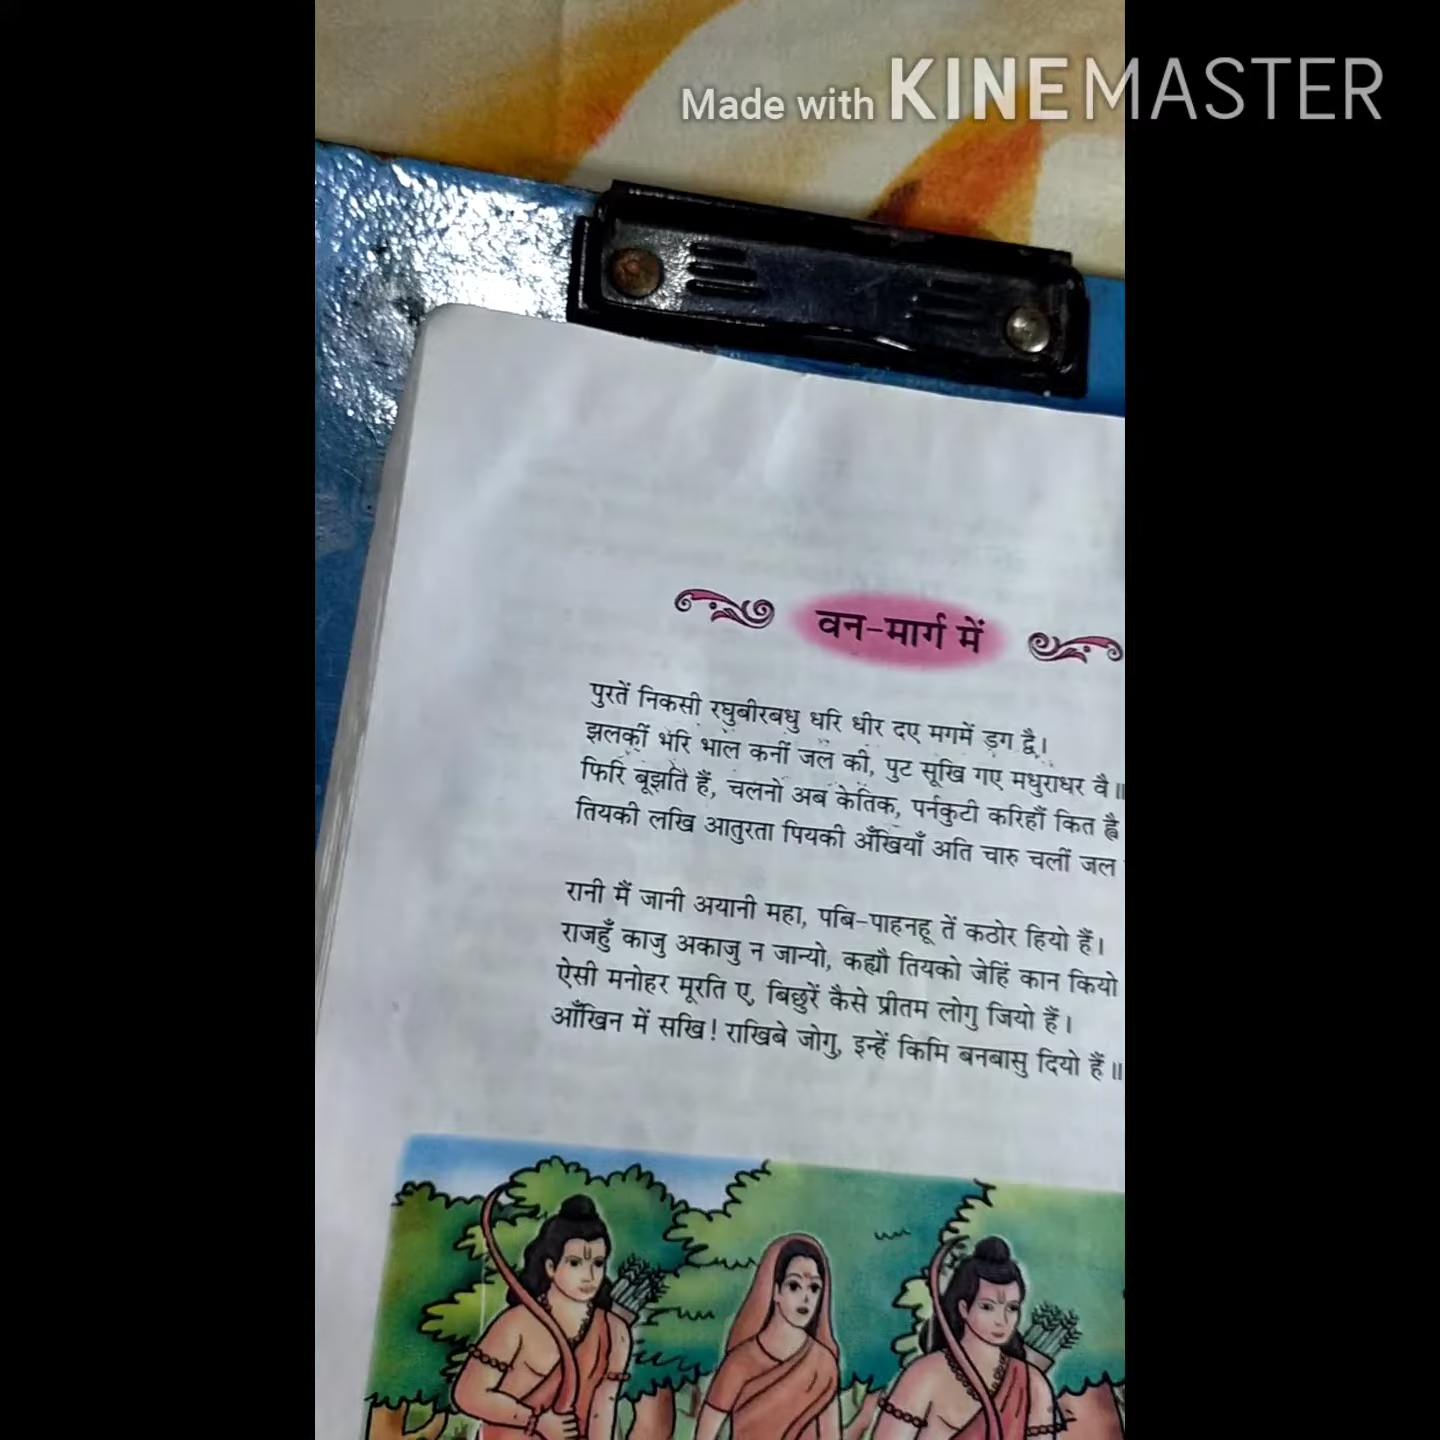 Made with KINEMASTER
वन-मार्ग में
पुरतें निकसी रघुबीरबधु धरि धीर दए मगमें डग द्वै।
झलकीं भरि भाल कनीं जल की, पुट सूखि गए मधुराधर वै॥
फिरि बूझति हैं, चलनो अब केतिक, पर्नकुटी करिहौं कित ह्वै
तियकी लखि आतुरता पियकी अँखियाँ अति चारु चलीं जल
रानी मैं जानी अयानी महा, पबि-पाहनहू तें कठोर हियो हैं।
राजहुँ काजु अकाजु न जान्यो, कह्यौ तियको जेहिं कान कियो
ऐसी मनोहर मूरति ए, बिछुरें कैसे प्रीतम लोगु जियो हैं।
आँखिन में सखि! राखिबे जोगु, इन्हें किमि बनबासु दियो हैं॥